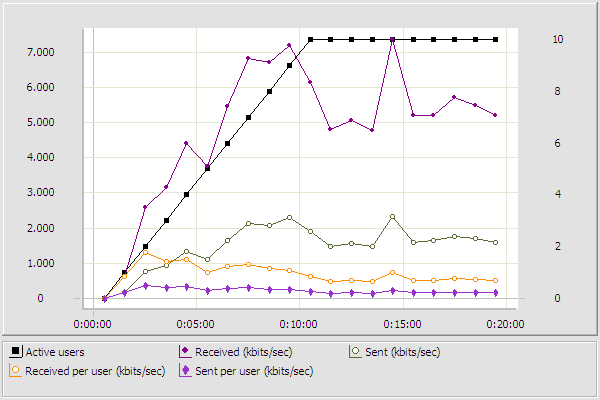 7.000 10
6.000 8
5.000
4.000 6
3.000 4
2.000 2
1.000
0 0
0:00:00 0:05:00 0:10:00 0:15:00 0:20:00
Active users Received (kbits/sec) Sent (kbits/sec)
Received per user (kbits/sec) Sent per user (kbits/sec)